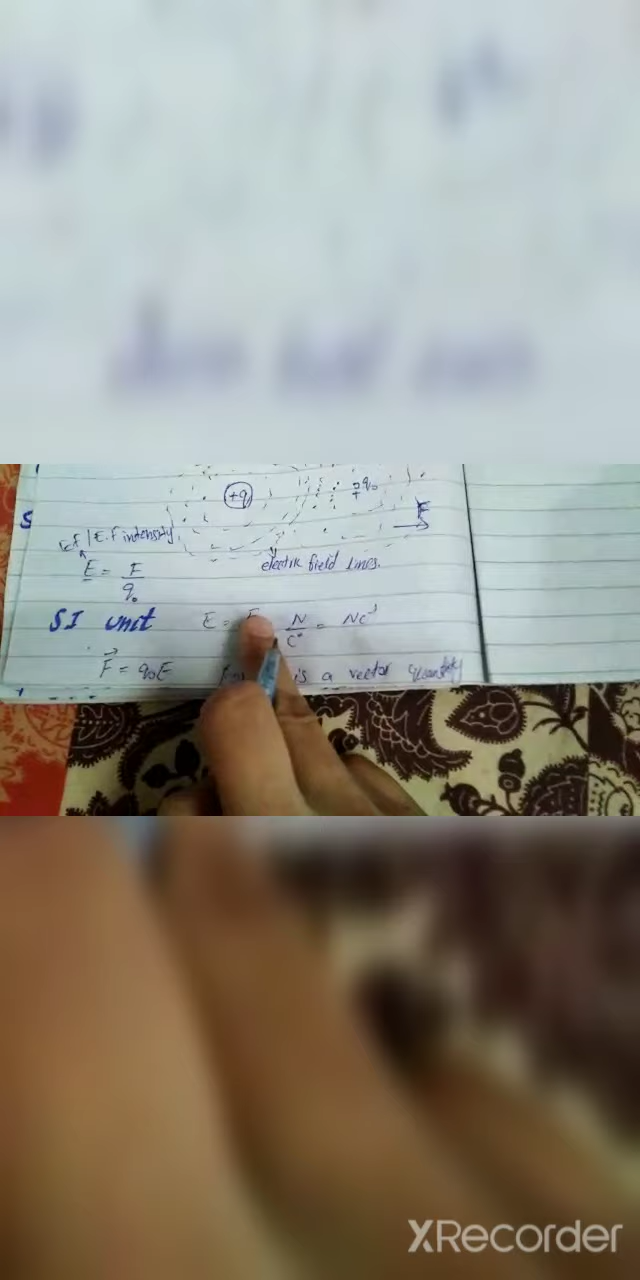 +q
+q₀
E
E.F intensity
electric field lines.
E = F
q₀
SI unit E = N = NC⁻¹
C
F⃗ = q₀E is a vector quantity
XRecorder